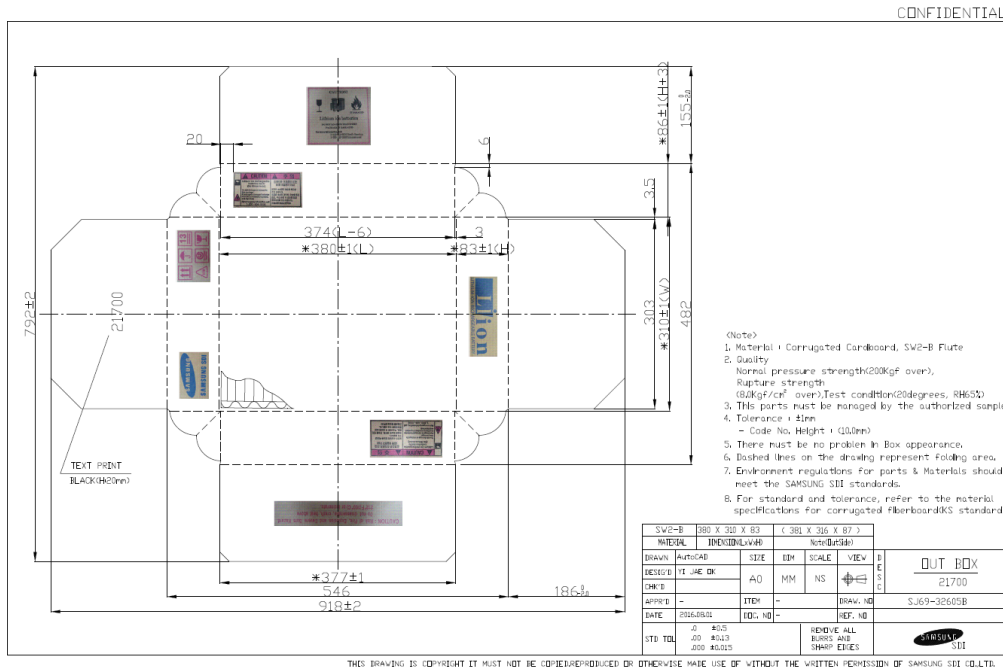 CONFIDENTIAL
20
6
*86±1(H+3)
155
3.5
374(L-6)
3
*380±1(L)
*83±1(H)
792±2
21700
Li ion
303
*310±1(W)
482
SAMSUNG SDI
TEXT PRINT
BLACK(H=20mm)
*377±1
546
186
918±2
<Note>
1. Material : Corrugated Cardboard, SW2-B Flute
2. Quality
Normal pressure strength(200Kgf over),
Rupture strength
(8.0Kgf/cm² over),Test condition(20degrees, RH65%)
3. This parts must be managed by the authorized sample
4. Tolerance : ±1mm
- Code No. Height : (10.0mm)
5. There must be no problem in Box appearance.
6. Dashed lines on the drawing represent folding area.
7. Environment regulations for parts & Materials should
meet the SAMSUNG SDI standards.
8. For standard and tolerance, refer to the material
specifications for corrugated fiberboard(KS standard
SW2-B 380 X 310 X 83 ( 381 X 316 X 87 )
MATERIAL DIMENSION(LxWxH) Note(OutSide)
DRAWN AutoCAD SIZE DIM SCALE VIEW DESC OUT BOX
DESIG'D YI JAE OK A0 MM NS 21700
CHK'D
APPR'D - ITEM - DRAW. NO SJ69-32605B
DATE 2016.08.01 DOC. NO - REF. NO
STD TOL .0 ±0.5 REMOVE ALL SAMSUNG SDI
.00 ±0.13 BURRS AND
.000 ±0.015 SHARP EDGES
THIS DRAWING IS COPYRIGHT IT MUST NOT BE COPIED,REPRODUCED OR OTHERWISE MADE USE OF WITHOUT THE WRITTEN PERMISSION OF SAMSUNG SDI CO.,LTD.